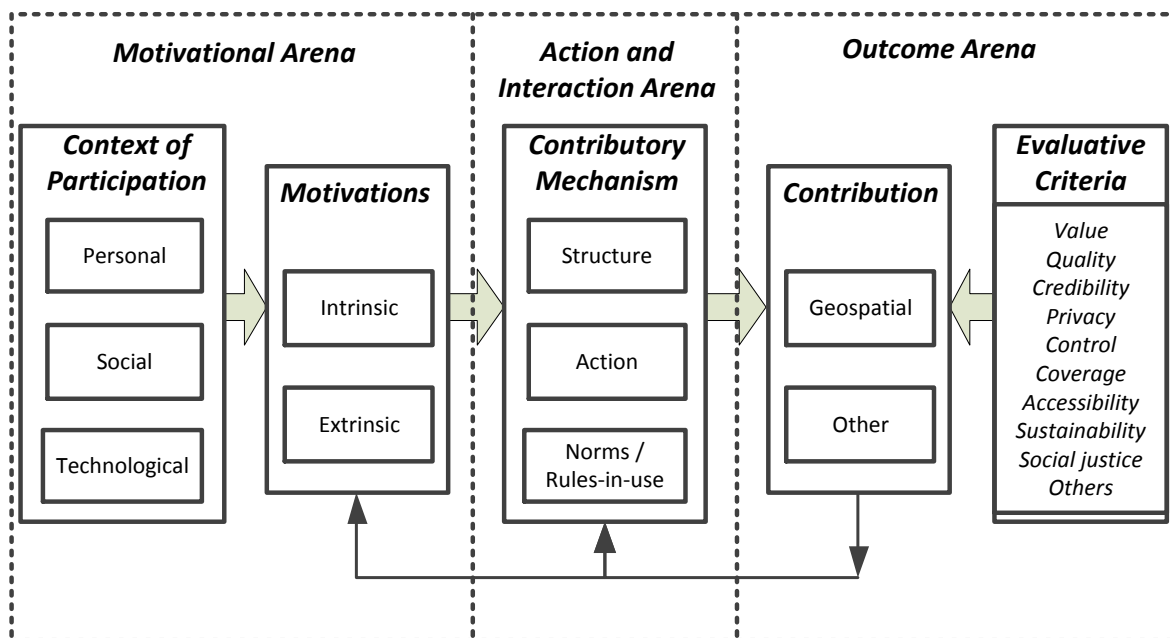 Motivational Arena
Action and
Interaction Arena
Outcome Arena
Context of
Participation
Personal
Social
Technological
Motivations
Intrinsic
Extrinsic
Contributory
Mechanism
Structure
Action
Norms /
Rules-in-use
Contribution
Geospatial
Other
Evaluative
Criteria
Value
Quality
Credibility
Privacy
Control
Coverage
Accessibility
Sustainability
Social justice
Others